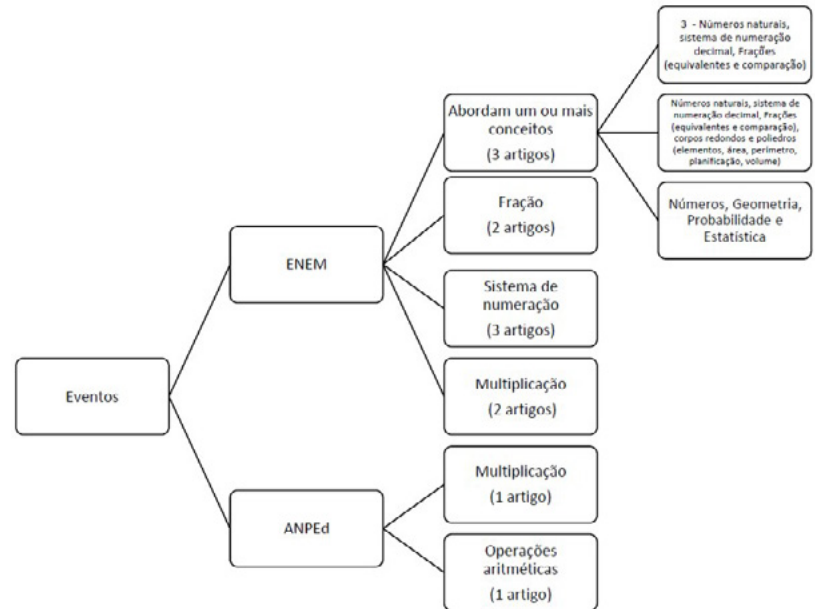 3 - Números naturais,
sistema de numeração
decimal, Frações
(equivalentes e comparação)
Abordam um ou mais
conceitos
(3 artigos)
Números naturais, sistema de
numeração decimal, Frações
(equivalentes e comparação),
corpos redondos e poliedros
(elementos, área, perímetro,
planificação, volume)
Números, Geometria,
Probabilidade e
Estatística
Fração
(2 artigos)
ENEM
Sistema de
numeração
(3 artigos)
Eventos
Multiplicação
(2 artigos)
Multiplicação
(1 artigo)
ANPEd
Operações
aritméticas
(1 artigo)